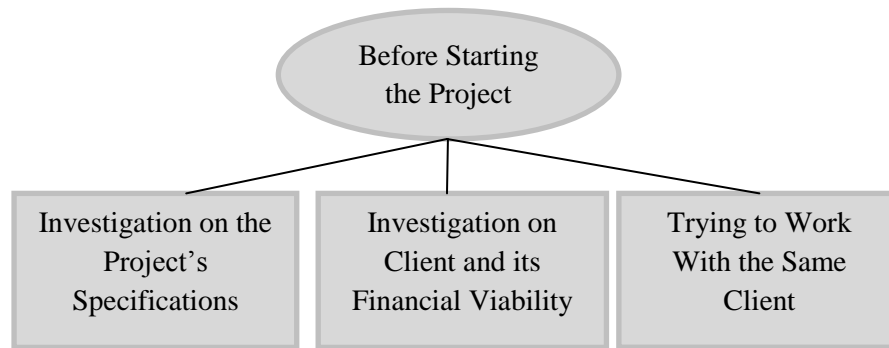 Before Starting
the Project
Investigation on the
Project’s
Specifications
Investigation on
Client and its
Financial Viability
Trying to Work
With the Same
Client